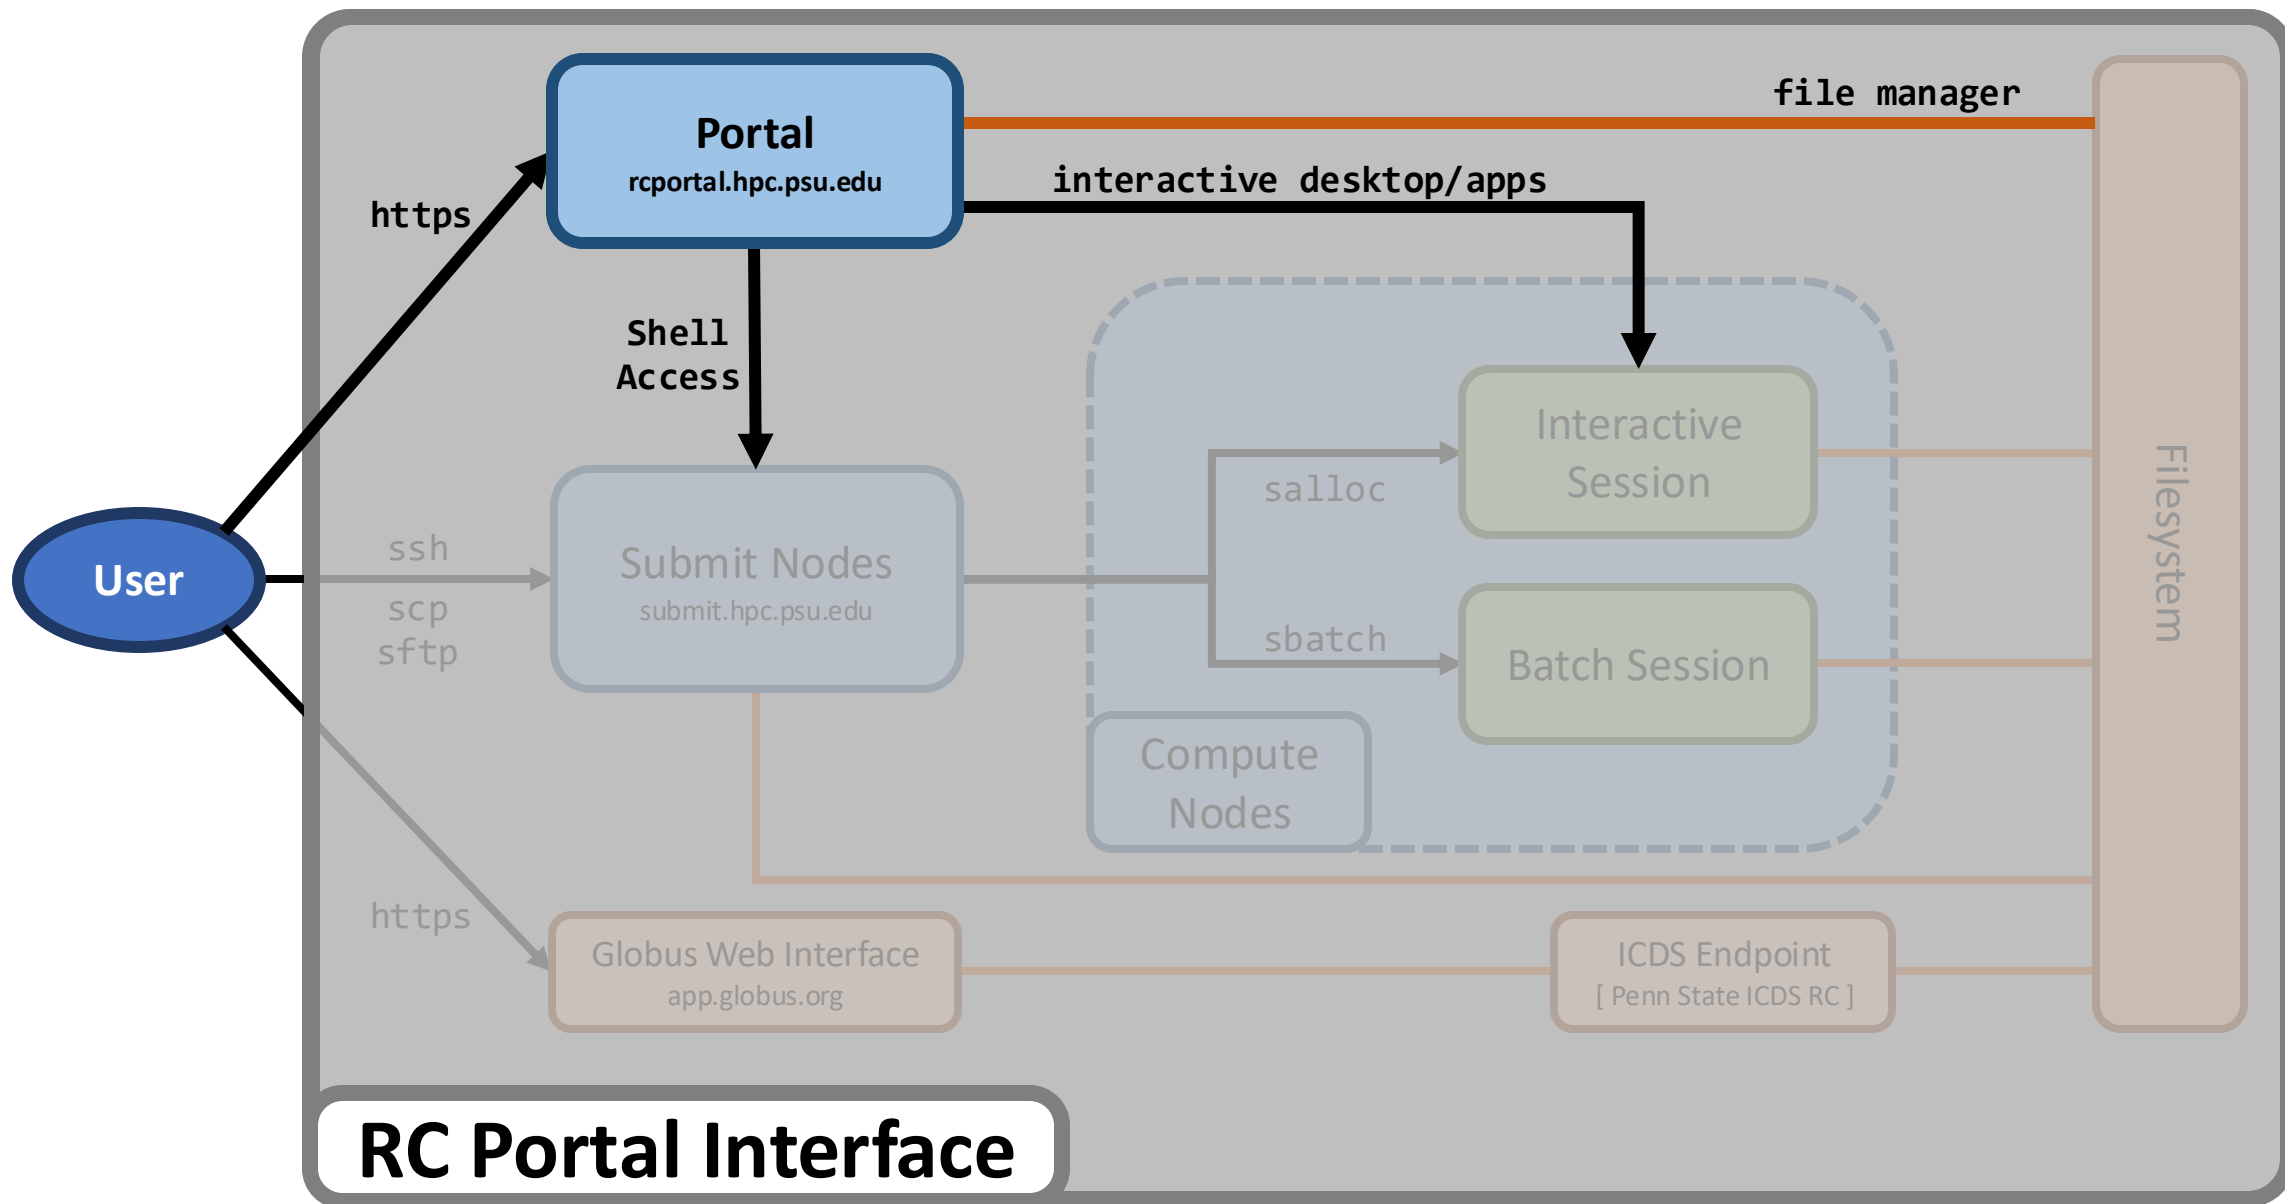 file manager
Portal
rcportal.hpc.psu.edu
interactive desktop/apps
https
Shell
Access
Interactive
Session
salloc
Filesystem
ssh
User
Submit Nodes
submit.hpc.psu.edu
scp
sftp
sbatch
Batch Session
Compute
Nodes
https
Globus Web Interface
app.globus.org
ICDS Endpoint
[ Penn State ICDS RC ]
RC Portal Interface